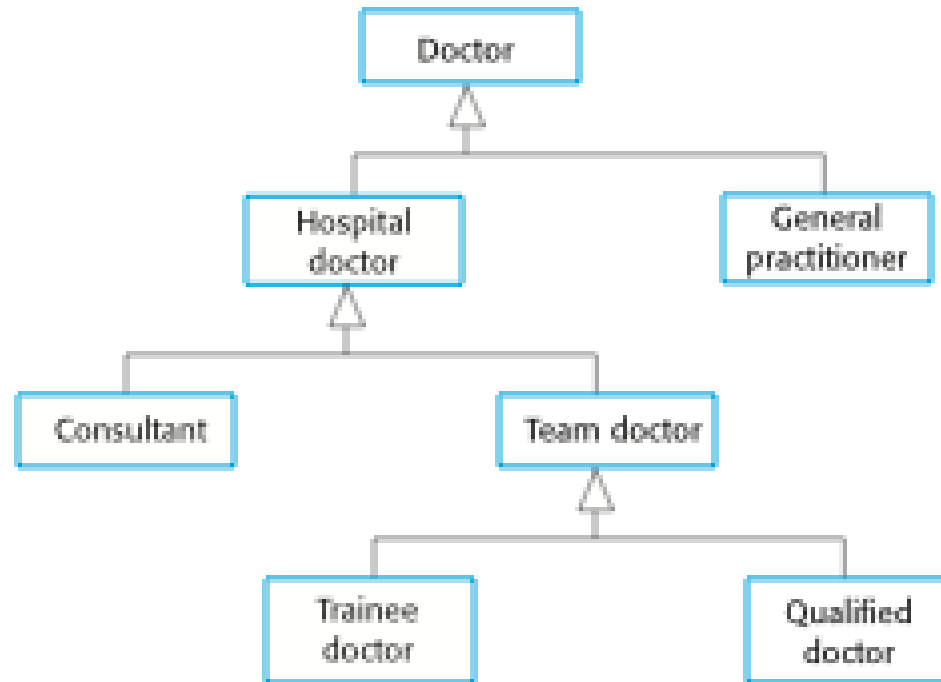 Doctor
Hospital
doctor
General
practitioner
Consultant
Team doctor
Trainee
doctor
Qualified
doctor